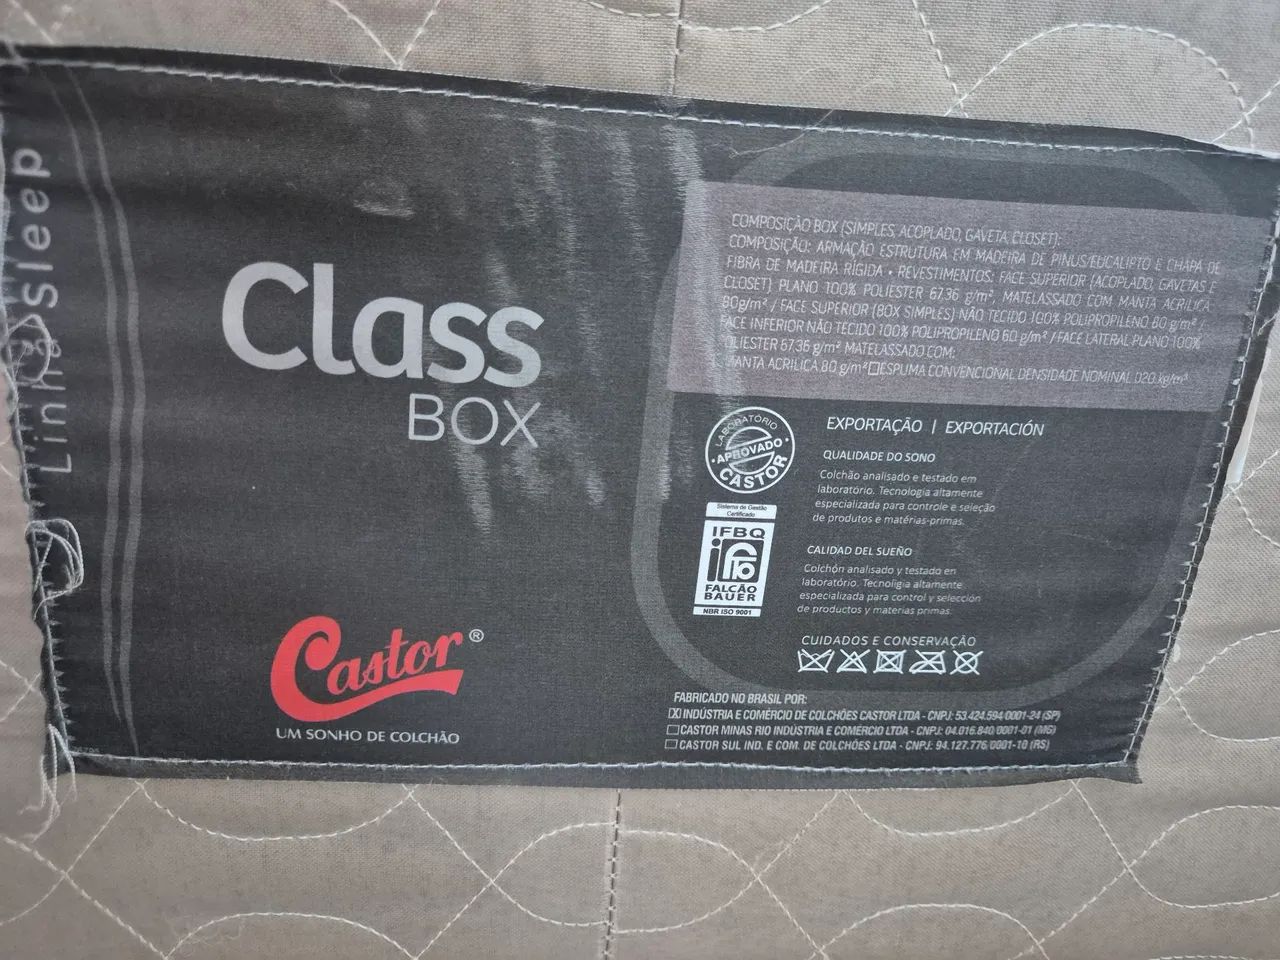 Linha Sleep
Class
BOX
Castor®
UM SONHO DE COLCHÃO
COMPOSIÇÃO BOX (SIMPLES, ACOPLADO, GAVETA, CLOSET):
COMPOSIÇÃO: ARMAÇÃO ESTRUTURA EM MADEIRA DE PINUS/EUCALIPTO E CHAPA DE
FIBRA DE MADEIRA RÍGIDA • REVESTIMENTOS: FACE SUPERIOR (ACOPLADO, GAVETAS E
CLOSET) PLANO 100% POLIESTER 67,36 g/m², MATELASSADO COM MANTA ACRILICA
80g/m² / FACE SUPERIOR (BOX SIMPLES) NÃO TECIDO 100% POLIPROPILENO 60 g/m² /
FACE INFERIOR NÃO TECIDO 100% POLIPROPILENO 60 g/m² / FACE LATERAL PLANO 100%
POLIESTER 67,36 g/m² MATELASSADO COM:
MANTA ACRILICA 80 g/m² ☐ ESPUMA CONVENCIONAL DENSIDADE NOMINAL D20 kg/m³
LABORATÓRIO
APROVADO
CASTOR
EXPORTAÇÃO | EXPORTACIÓN
QUALIDADE DO SONO
Colchão analisado e testado em
laboratório. Tecnologia altamente
especializada para controle e seleção
de produtos e matérias-primas.
Sistema de Gestão
Certificado
IFBQ
FALCÃO
BAUER
NBR ISO 9001
CALIDAD DEL SUEÑO
Colchón analisado y testado en
laboratório. Tecnoligia altamente
especializada para control y selección
de productos y materias primas.
CUIDADOS E CONSERVAÇÃO
FABRICADO NO BRASIL POR:
☒ INDÚSTRIA E COMÉRCIO DE COLCHÕES CASTOR LTDA - CNPJ: 53.424.594/0001-24 (SP)
☐ CASTOR MINAS RIO INDÚSTRIA E COMÉRCIO LTDA - CNPJ: 04.016.840/0001-01 (MG)
☐ CASTOR SUL IND. E COM. DE COLCHÕES LTDA - CNPJ: 94.127.776/0001-10 (RS)